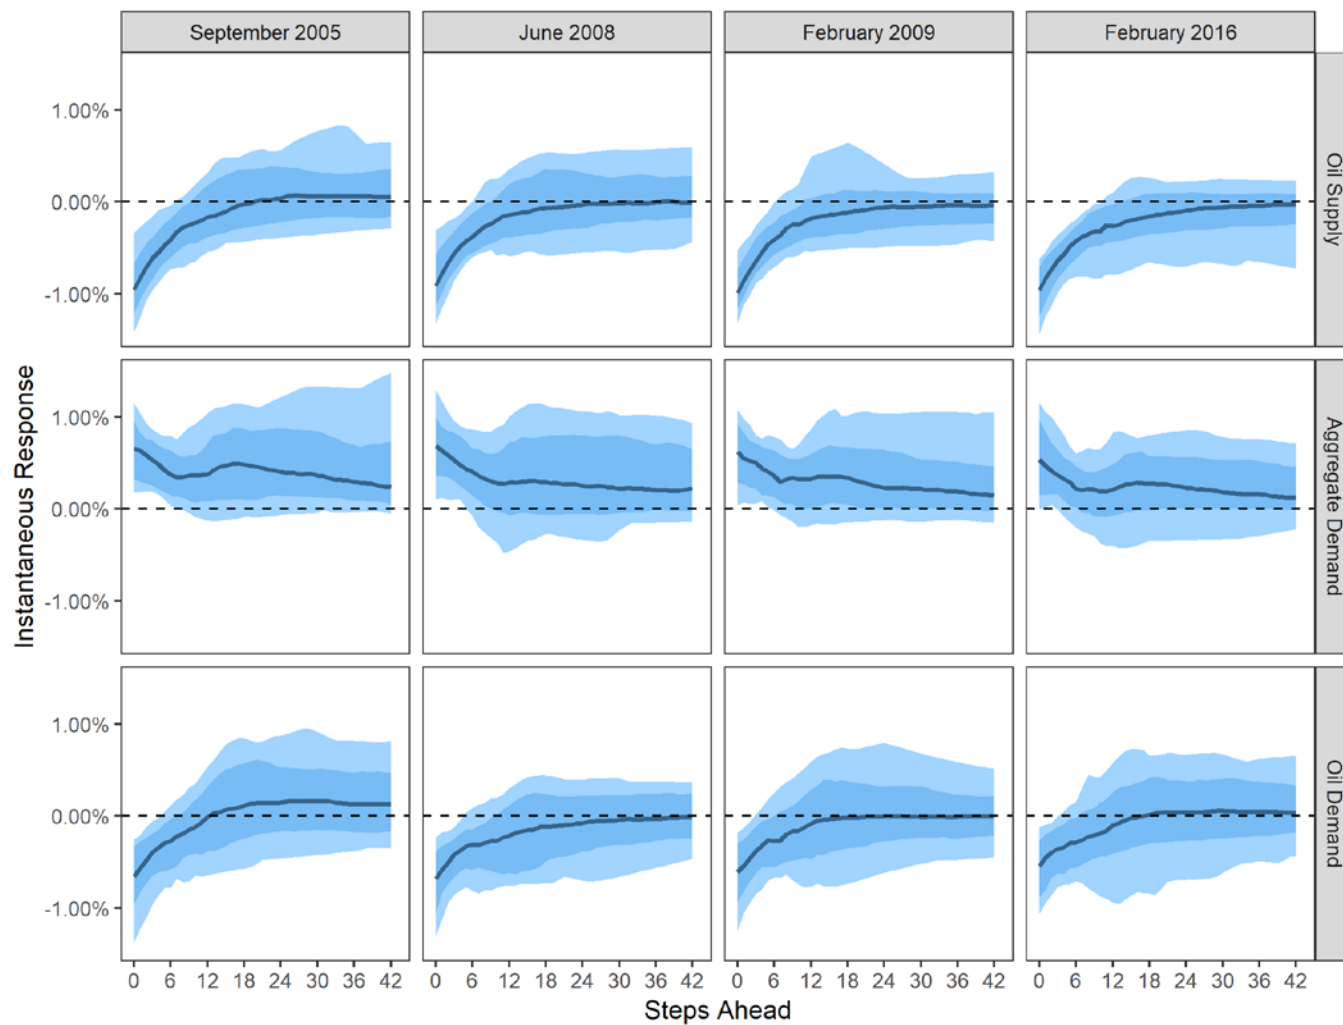 September 2005
June 2008
February 2009
February 2016
1.00%
0.00%
-1.00%
Oil Supply
1.00%
0.00%
-1.00%
Aggregate Demand
1.00%
0.00%
-1.00%
Oil Demand
Instantaneous Response
0 6 12 18 24 30 36 42
0 6 12 18 24 30 36 42
0 6 12 18 24 30 36 42
0 6 12 18 24 30 36 42
Steps Ahead